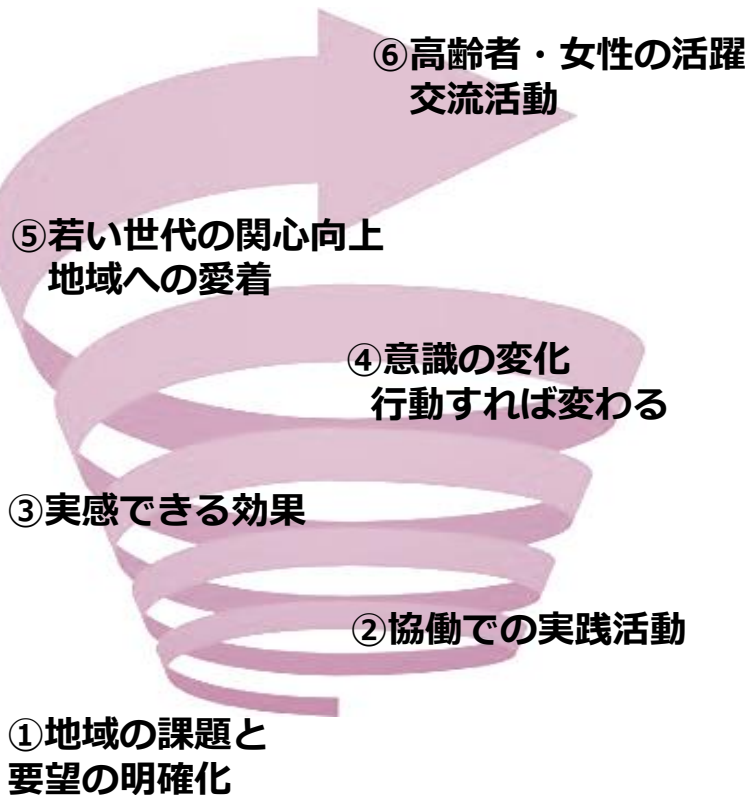 ⑥高齢者・女性の活躍
交流活動
⑤若い世代の関心向上
地域への愛着
④意識の変化
行動すれば変わる
③実感できる効果
②協働での実践活動
①地域の課題と
要望の明確化